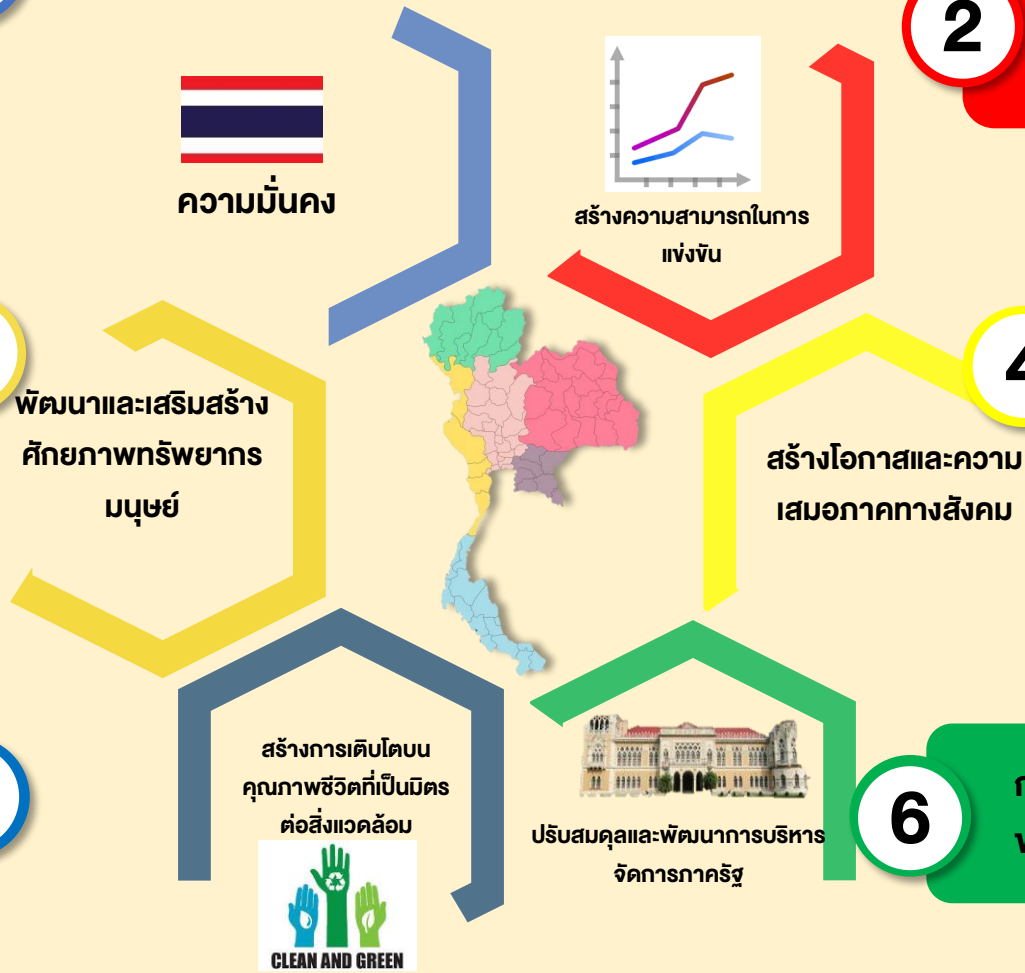 2
ความมั่นคง
สร้างความสามารถในการ
แข่งขัน
พัฒนาและเสริมสร้าง
ศักยภาพทรัพยากร
มนุษย์
4
สร้างโอกาสและความ
เสมอภาคทางสังคม
สร้างการเติบโตบน
คุณภาพชีวิตที่เป็นมิตร
ต่อสิ่งแวดล้อม
CLEAN AND GREEN
ปรับสมดุลและพัฒนาการบริหาร
จัดการภาครัฐ
6